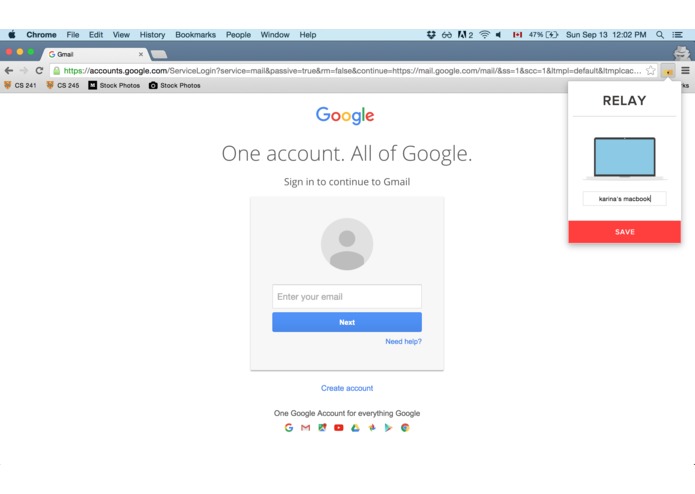 Chrome File Edit View History Bookmarks People Window Help 2 47% Sun Sep 13 12:02 PM
Gmail
https://accounts.google.com/ServiceLogin?service=mail&passive=true&rm=false&continue=https://mail.google.com/mail/&ss=1&scc=1&ltmpl=default&ltmplcac...
CS 241 CS 245 Stock Photos Stock Photos rks
RELAY
karina's macbook
SAVE
Google
One account. All of Google.
Sign in to continue to Gmail
Enter your email
Next
Need help?
Create account
One Google Account for everything Google